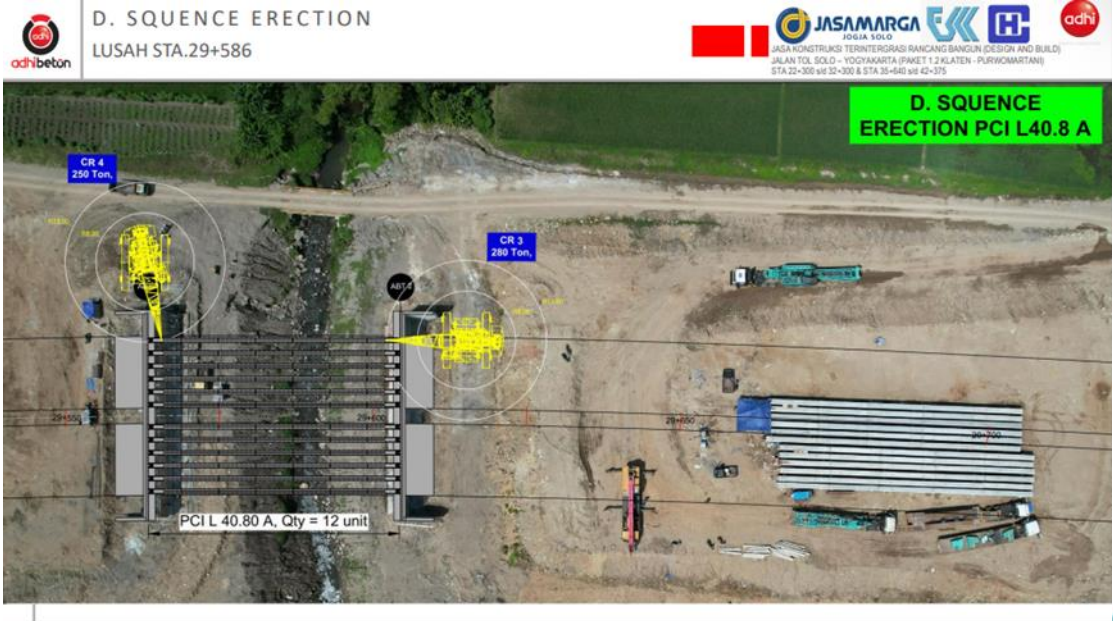 D. SQUENCE ERECTION
LUSAH STA.29+586
adhibeton
JASAMARGA
JOGJA SOLO
adhi
JASA KONSTRUKSI TERINTERGRASI RANCANG BANGUN (DESIGN AND BUILD)
JALAN TOL SOLO – YOGYAKARTA (PAKET 1.2 KLATEN - PURWOMARTANI)
STA 22+300 s/d 32+300 & STA 35+640 s/d 42+375
D. SQUENCE
ERECTION PCI L40.8 A
CR 4
250 Ton,
CR 3
280 Ton,
ABT 2
29+550
29+600
29+650
29+700
PCI L 40.80 A, Qty = 12 unit